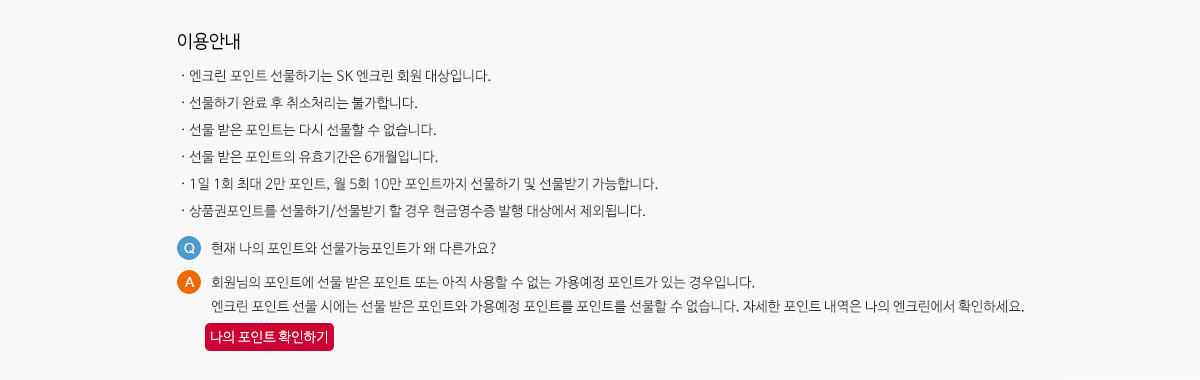 이용안내
· 엔크린 포인트 선물하기는 SK 엔크린 회원 대상입니다.
· 선물하기 완료 후 취소처리는 불가합니다.
· 선물 받은 포인트는 다시 선물할 수 없습니다.
· 선물 받은 포인트의 유효기간은 6개월입니다.
· 1일 1회 최대 2만 포인트, 월 5회 10만 포인트까지 선물하기 및 선물받기 가능합니다.
· 상품권포인트를 선물하기/선물받기 할 경우 현금영수증 발행 대상에서 제외됩니다.
Q 현재 나의 포인트와 선물가능포인트가 왜 다른가요?
A 회원님의 포인트에 선물 받은 포인트 또는 아직 사용할 수 없는 가용예정 포인트가 있는 경우입니다.
엔크린 포인트 선물 시에는 선물 받은 포인트와 가용예정 포인트를 포인트를 선물할 수 없습니다. 자세한 포인트 내역은 나의 엔크린에서 확인하세요.
나의 포인트 확인하기